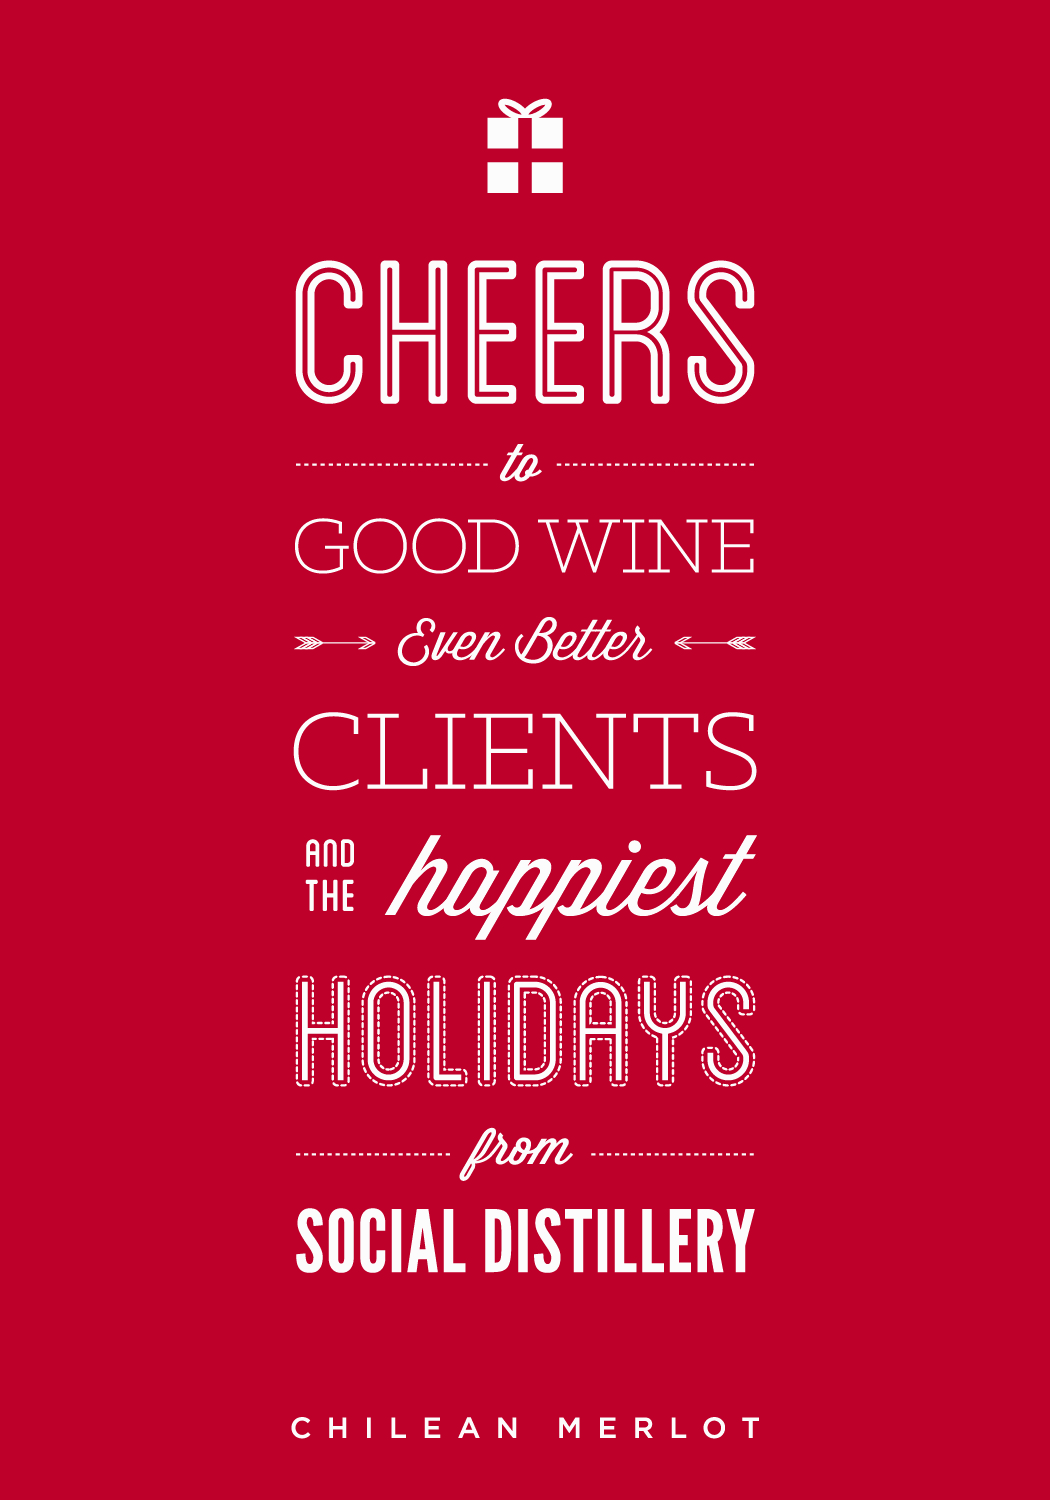 CHEERS
to
GOOD WINE
Even Better
CLIENTS
AND THE happiest
HOLIDAYS
from
SOCIAL DISTILLERY
CHILEAN MERLOT